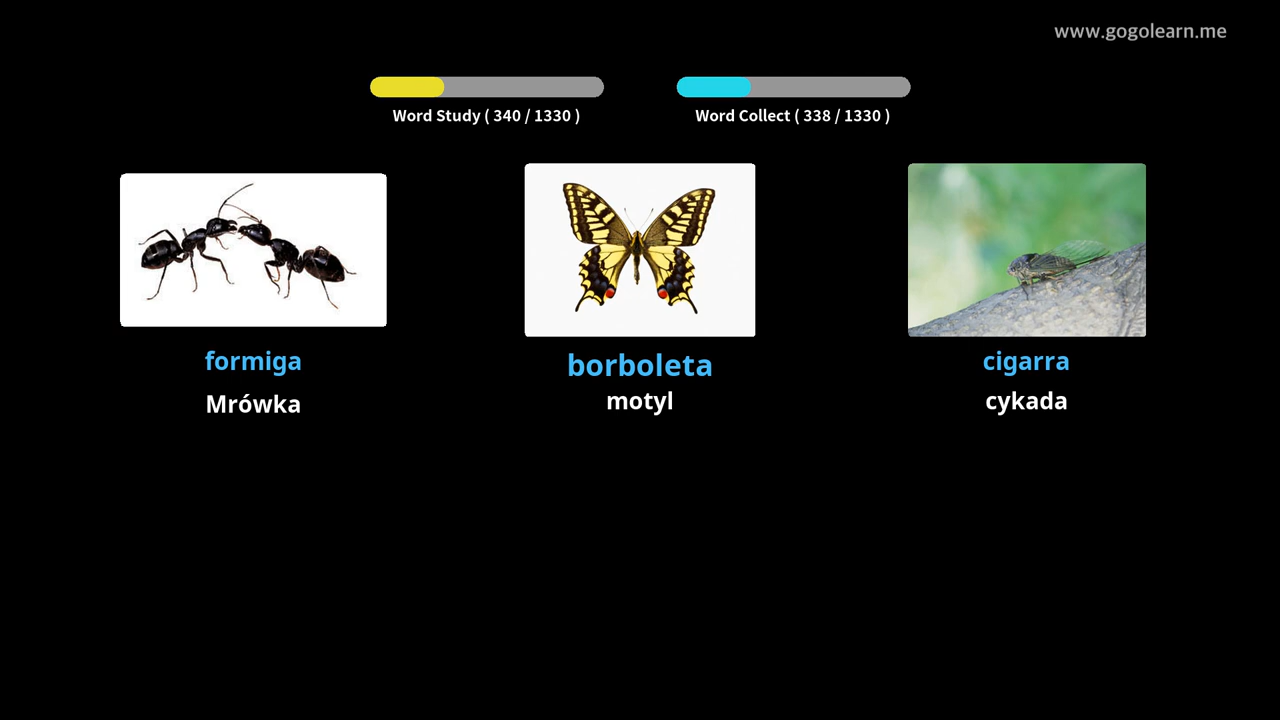 www.gogolearn.me
Word Study ( 340 / 1330 )
Word Collect ( 338 / 1330 )
formiga
Mrówka
borboleta
motyl
cigarra
cykada